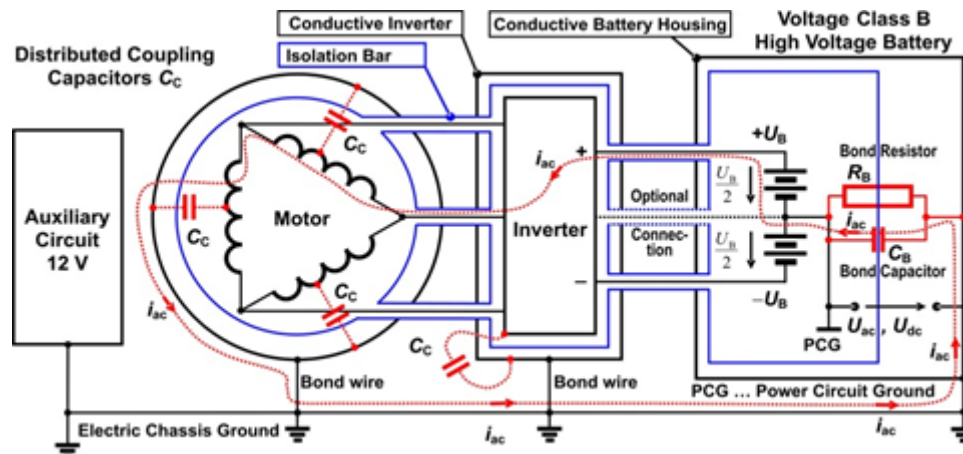 Conductive Inverter
Conductive Battery Housing
Voltage Class B
High Voltage Battery
Distributed Coupling
Capacitors CC
Isolation Bar
Auxiliary
Circuit
12 V
CC
CC
CC
CC
Motor
Inverter
+
−
iac
iac
iac
iac
iac
iac
Optional
Connec-
tion
UB
2
UB
2
+UB
−UB
Bond Resistor
RB
CB
Bond Capacitor
Uac , Udc
PCG
Bond wire
Bond wire
PCG ... Power Circuit Ground
Electric Chassis Ground